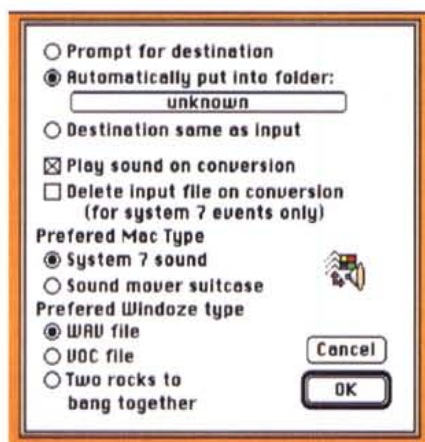 Prompt for destination
Automatically put into folder:
unknown
Destination same as input
Play sound on conversion
Delete input file on conversion
(for system 7 events only)
Prefered Mac Type
System 7 sound
Sound mover suitcase
Prefered Windoze type
WAV file
VOC file
Cancel
Two rocks to
bang together
OK